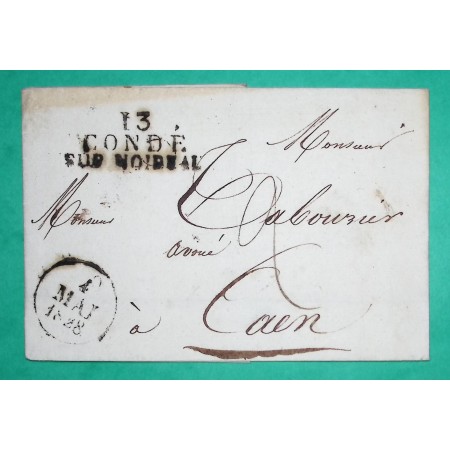 13
CONDÉ
SUR NOIREAU
Monsieur
Monsieur
Labourier
avoué
à Caen
MAI
1828